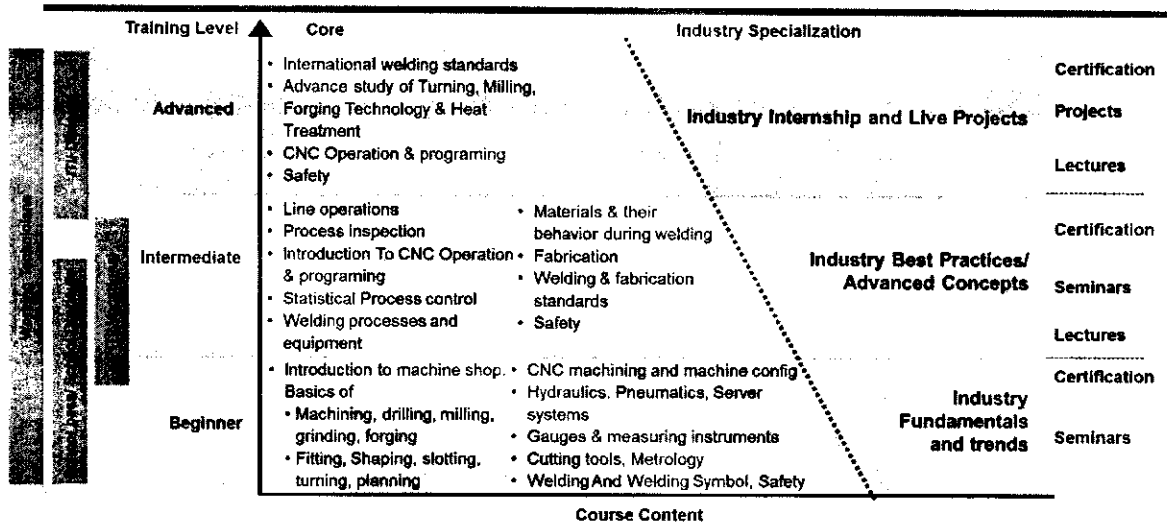 Training Level
Core
Industry Specialization
Advanced
• International welding standards
• Advance study of Turning, Milling,
Forging Technology & Heat
Treatment
• CNC Operation & programing
• Safety
Industry Internship and Live Projects
Certification
Projects
Lectures
Intermediate
• Line operations
• Process inspection
• Introduction To CNC Operation
& programing
• Statistical Process control
• Welding processes and
equipment
• Materials & their
behavior during welding
• Fabrication
• Welding & fabrication
standards
• Safety
Industry Best Practices/
Advanced Concepts
Certification
Seminars
Lectures
Beginner
• Introduction to machine shop.
Basics of
• Machining, drilling, milling,
grinding, forging
• Fitting, Shaping, slotting,
turning, planning
• CNC machining and machine config
• Hydraulics, Pneumatics, Server
systems
• Gauges & measuring instruments
• Cutting tools, Metrology
• Welding And Welding Symbol, Safety
Industry
Fundamentals
and trends
Certification
Seminars
Course Content